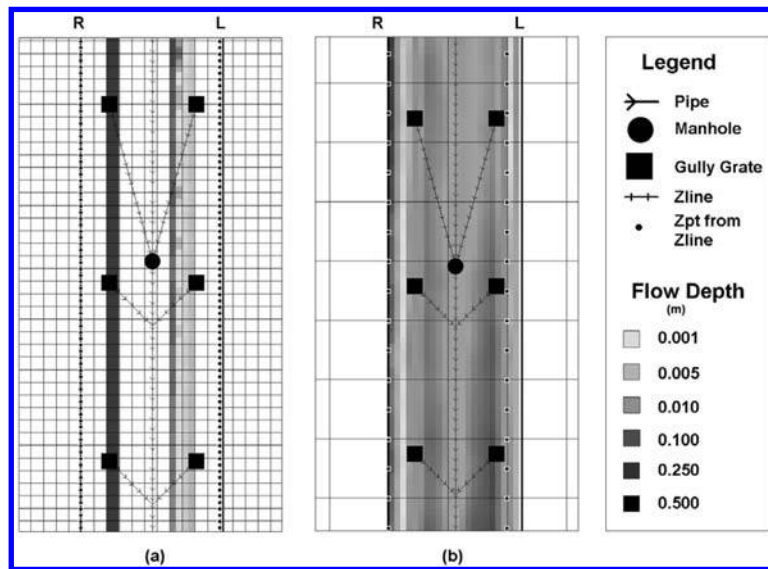 R L R L
Legend
Pipe
Manhole
Gully Grate
Zline
Zpt from
Zline
Flow Depth
(m)
0.001
0.005
0.010
0.100
0.250
0.500
(a) (b)